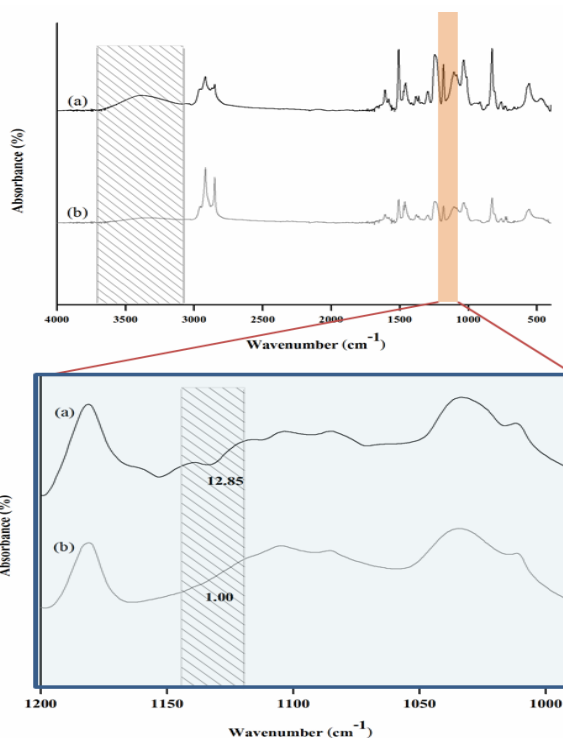 Absorbance (%)
(a)
(b)
4000 3500 3000 2500 2000 1500 1000 500
Wavenumber (cm-1)
Absorbance (%)
(a)
12.85
(b)
1.00
1200 1150 1100 1050 1000
Wavenumber (cm-1)